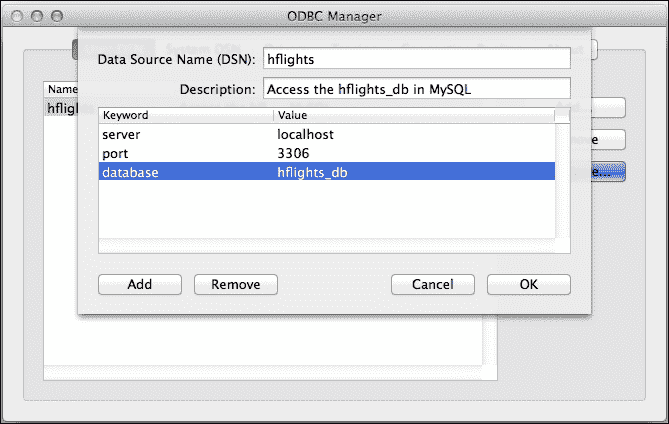 ODBC Manager
Data Source Name (DSN): hflights
Description: Access the hflights_db in MySQL
Name
hflights
Keyword Value
server localhost
port 3306
database hflights_db
Add Remove Cancel OK